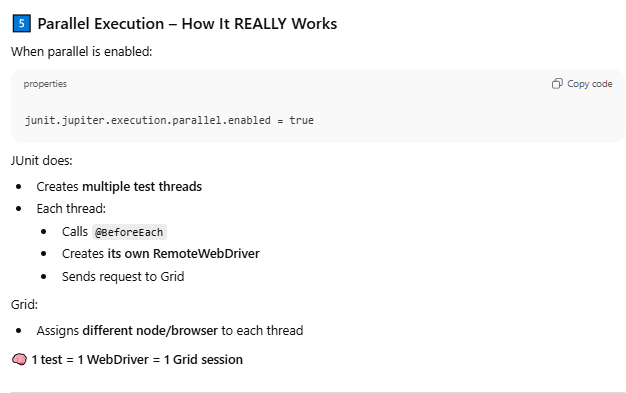 5 Parallel Execution – How It REALLY Works
When parallel is enabled:
properties
Copy code
junit.jupiter.execution.parallel.enabled = true
JUnit does:
• Creates multiple test threads
• Each thread:
• Calls @BeforeEach
• Creates its own RemoteWebDriver
• Sends request to Grid
Grid:
• Assigns different node/browser to each thread
🧠 1 test = 1 WebDriver = 1 Grid session